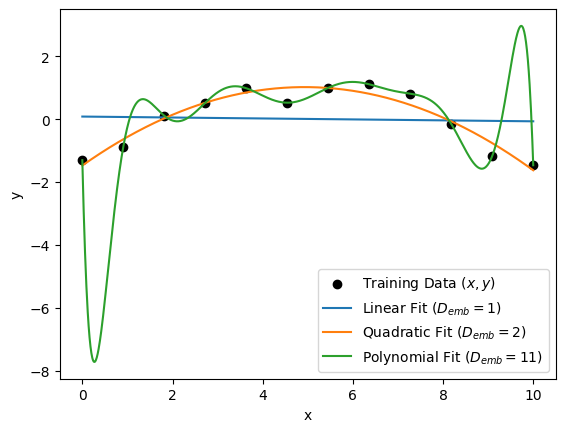 2
0
−2
−4
−6
−8
y
0
2
4
6
8
10
x
Training Data (x, y)
Linear Fit (D_emb = 1)
Quadratic Fit (D_emb = 2)
Polynomial Fit (D_emb = 11)